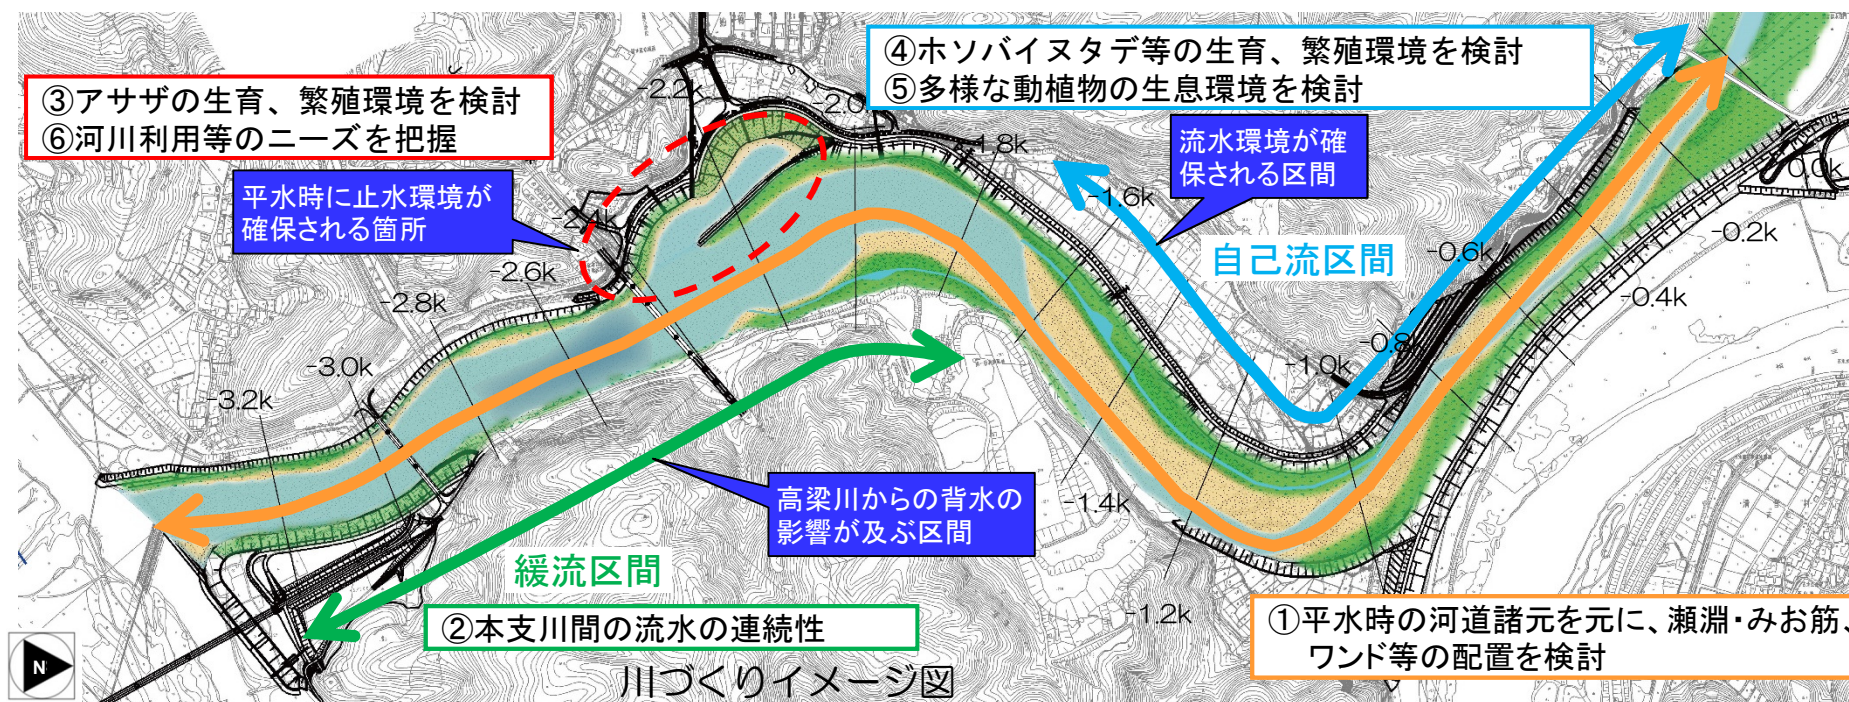 ③アサザの生育、繁殖環境を検討
⑥河川利用等のニーズを把握
④ホソバイヌタデ等の生育、繁殖環境を検討
⑤多様な動植物の生息環境を検討
平水時に止水環境が
確保される箇所
流水環境が確
保される区間
自己流区間
高梁川からの背水の
影響が及ぶ区間
緩流区間
②本支川間の流水の連続性
①平水時の河道諸元を元に、瀬淵・みお筋、
ワンド等の配置を検討
川づくりイメージ図
-3.2k
-3.0k
-2.8k
-2.6k
-2.4k
-2.2k
-2.0k
-1.8k
-1.6k
-1.4k
-1.2k
-1.0k
-0.8k
-0.6k
-0.4k
-0.2k
0.0k
N